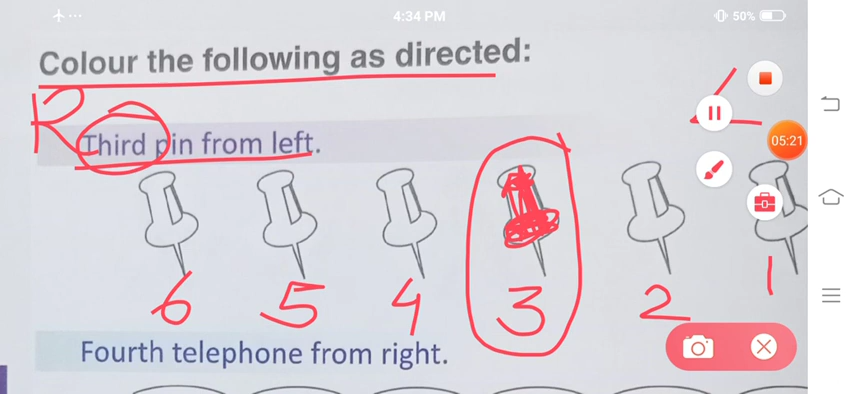 4:34 PM
50%
Colour the following as directed:
R
Third pin from left.
05:21
6 5 4 3 2 1
Fourth telephone from right.